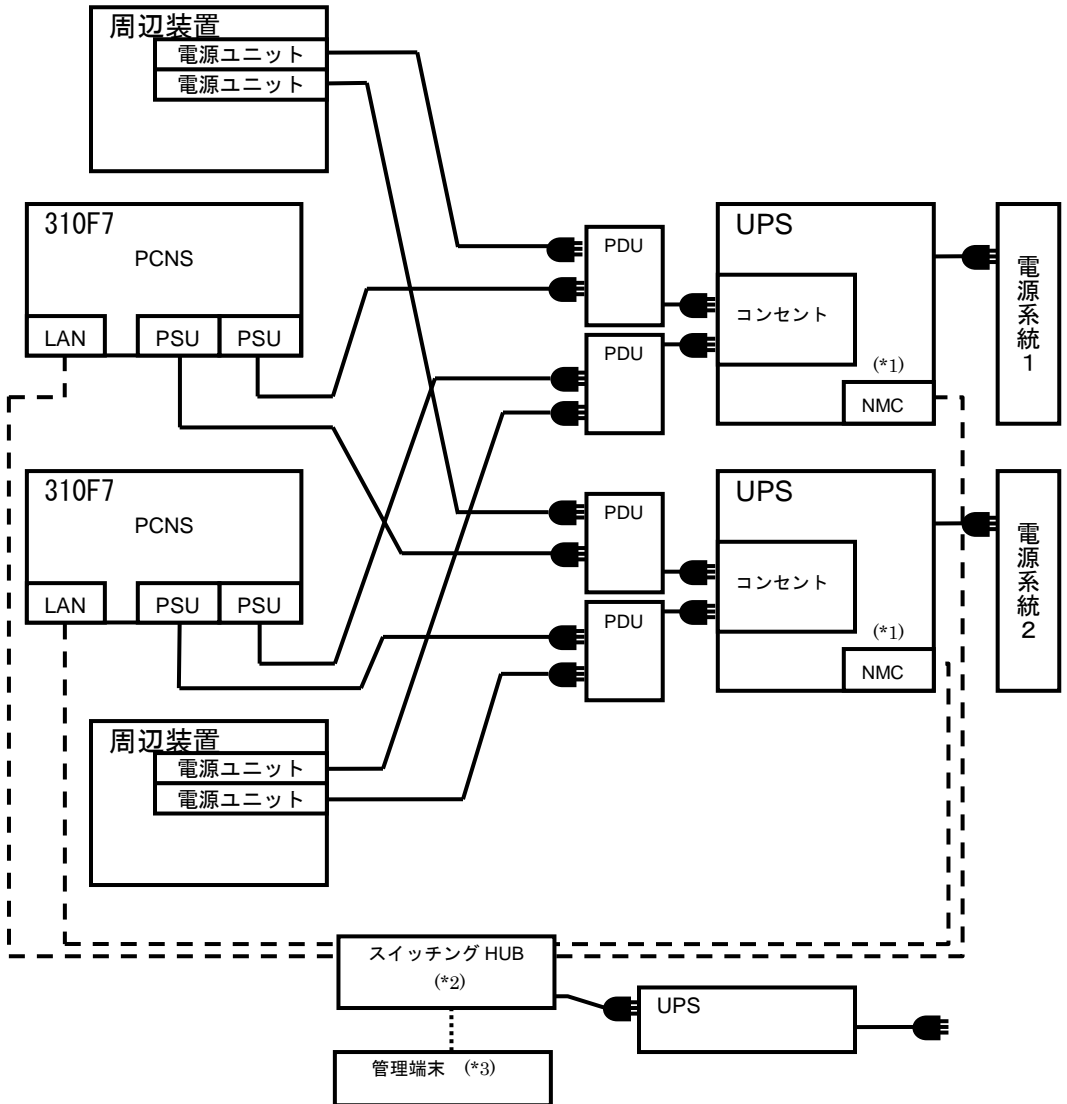 周辺装置
電源ユニット
電源ユニット
310F7
PCNS
LAN
PSU
PSU
PDU
PDU
UPS
コンセント
(*1)
NMC
電源系統1
310F7
PCNS
LAN
PSU
PSU
PDU
PDU
UPS
コンセント
(*1)
NMC
電源系統2
周辺装置
電源ユニット
電源ユニット
スイッチング HUB
(*2)
UPS
管理端末 (*3)